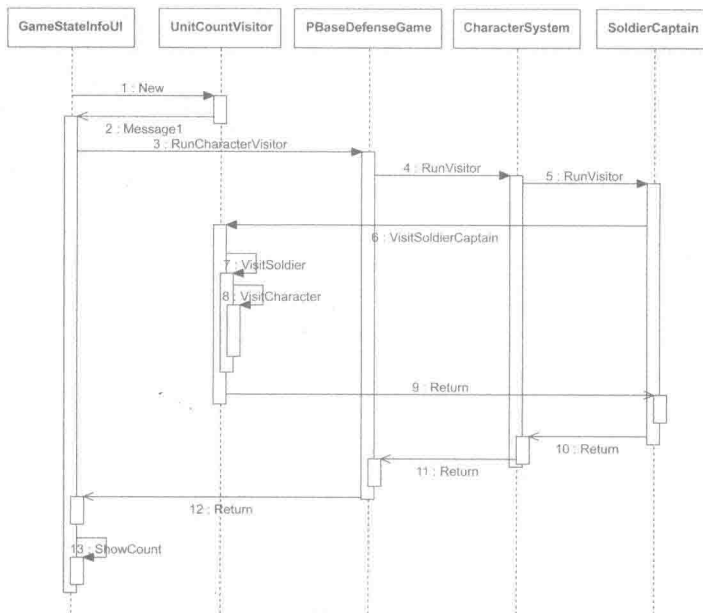 GameStateInfoUI
UnitCountVisitor
PBaseDefenseGame
CharacterSystem
SoldierCaptain
1 : New
2 : Message1
3 : RunCharacterVisitor
4 : RunVisitor
5 : RunVisitor
6 : VisitSoldierCaptain
7 : VisitSoldier
8 : VisitCharacter
9 : Return
10 : Return
11 : Return
12 : Return
13 : ShowCount